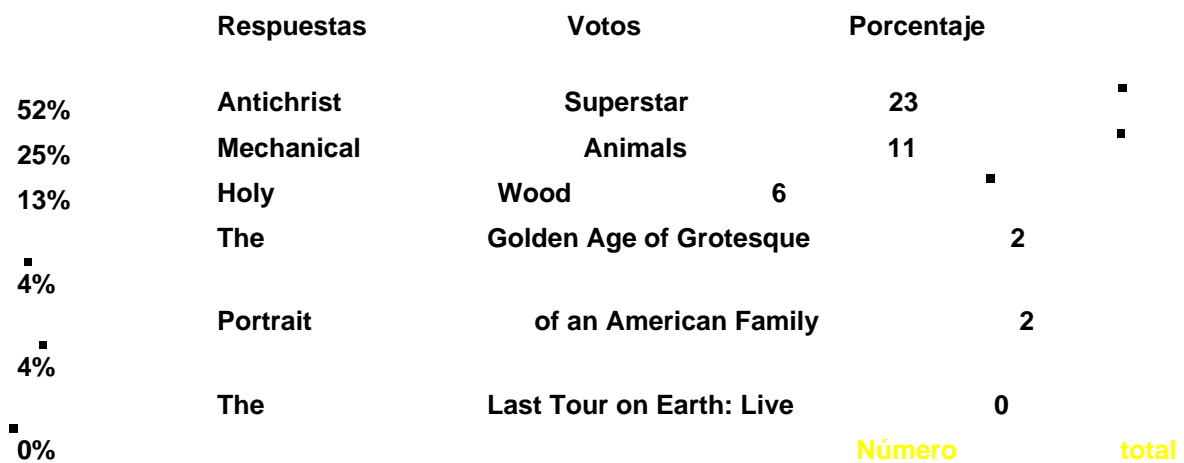 Respuestas Votos Porcentaje
Antichrist Superstar 23
52%
Mechanical Animals 11
25%
Holy Wood 6
13%
The Golden Age of Grotesque 2
4%
Portrait of an American Family 2
4%
The Last Tour on Earth: Live 0
0% Número total